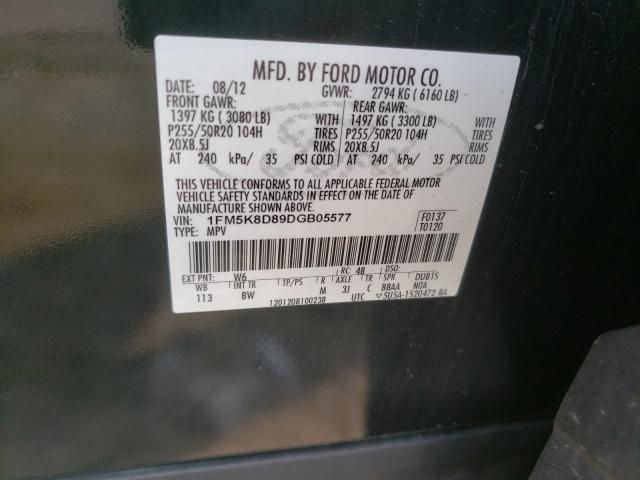 MFD. BY FORD MOTOR CO.
DATE: 08/12 GVWR: 2794 KG ( 6160 LB)
FRONT GAWR: REAR GAWR:
1397 KG ( 3080 LB) WITH 1497 KG ( 3300 LB) WITH
P255/50R20 104H TIRES P255/50R20 104H TIRES
20X8.5J RIMS 20X8.5J RIMS
AT 240 kPa/ 35 PSI COLD AT 240 kPa/ 35 PSI COLD
THIS VEHICLE CONFORMS TO ALL APPLICABLE FEDERAL MOTOR
VEHICLE SAFETY STANDARDS IN EFFECT ON THE DATE OF
MANUFACTURE SHOWN ABOVE.
VIN: 1FM5K8D89DGB05577 F0137
TYPE: MPV T0120
EXT PNT: W6 RC: 48 DSO:
WB INT TR TP/PS R AXLE TR SPR DUB1S
113 BW M 3J C BBAA N0A
1201208100238 UTC ▽5U5A-1520472-BA